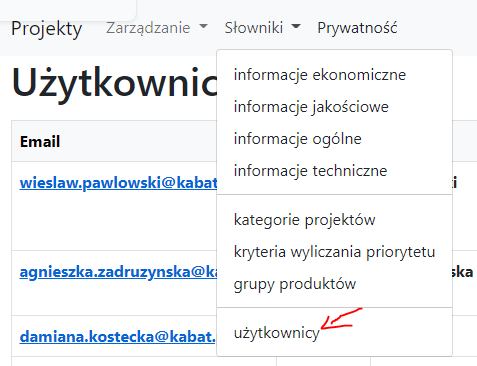 Projekty Zarządzanie Słowniki Prywatność
Użytkownic
informacje ekonomiczne
informacje jakościowe
informacje ogólne
informacje techniczne
kategorie projektów
kryteria wyliczania priorytetu
grupy produktów
użytkownicy
Email
wieslaw.pawlowski@kabat.
agnieszka.zadruzynska@ka
ska
damiana.kostecka@kabat.